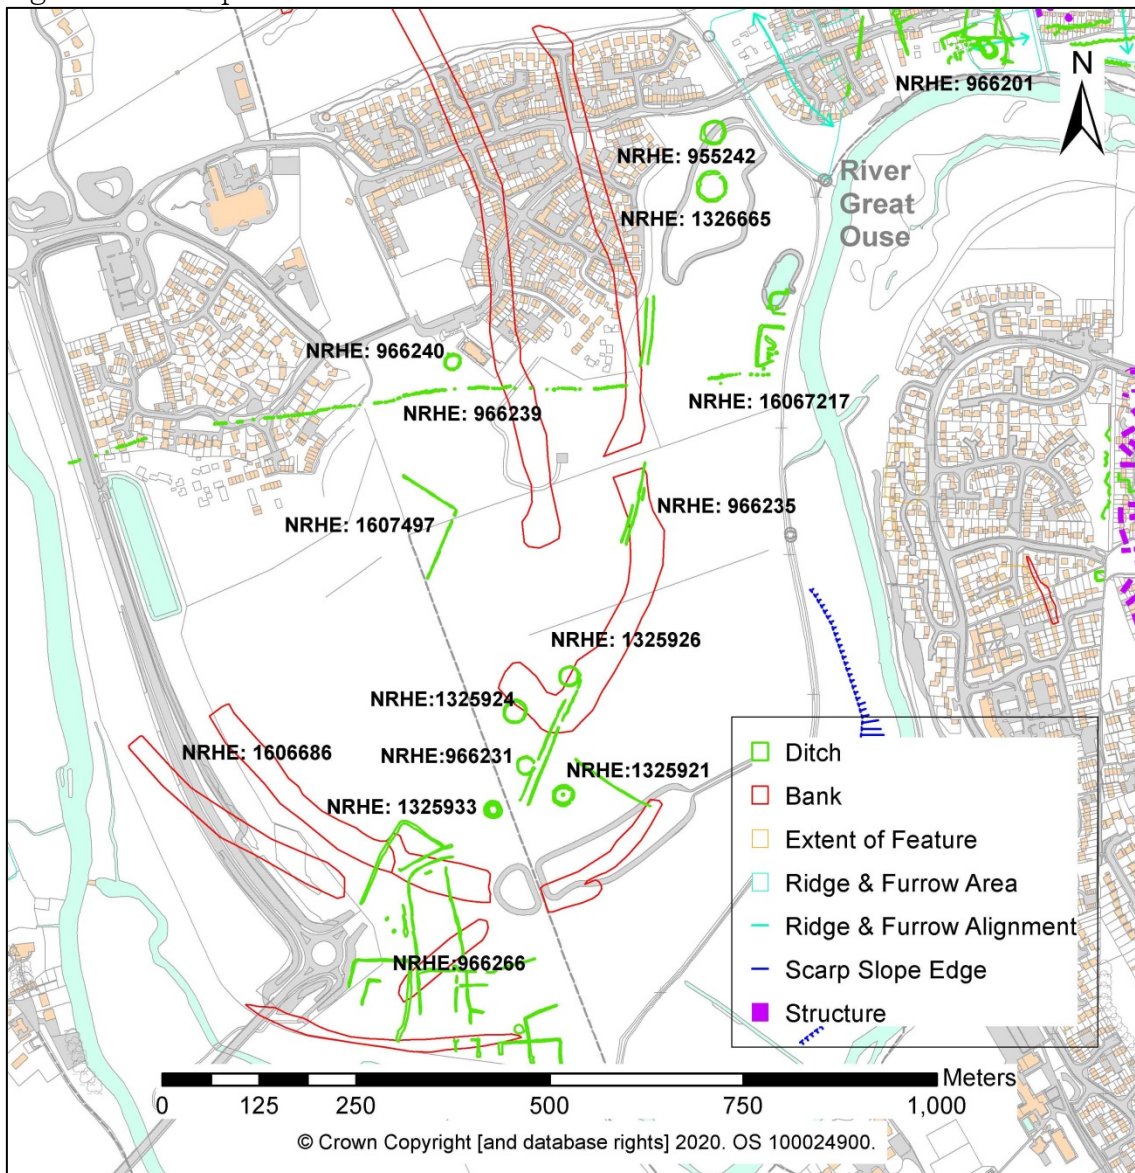 NRHE: 966201
N
NRHE: 955242
River
Great
Ouse
NRHE: 1326665
NRHE: 966240
NRHE: 966239
NRHE: 16067217
NRHE: 1607497
NRHE: 966235
NRHE: 1325926
NRHE:1325924
NRHE: 1606686
NRHE:966231
NRHE:1325921
NRHE: 1325933
NRHE:966266
Ditch
Bank
Extent of Feature
Ridge & Furrow Area
Ridge & Furrow Alignment
Scarp Slope Edge
Structure
Meters
0 125 250 500 750 1,000
© Crown Copyright [and database rights] 2020. OS 100024900.